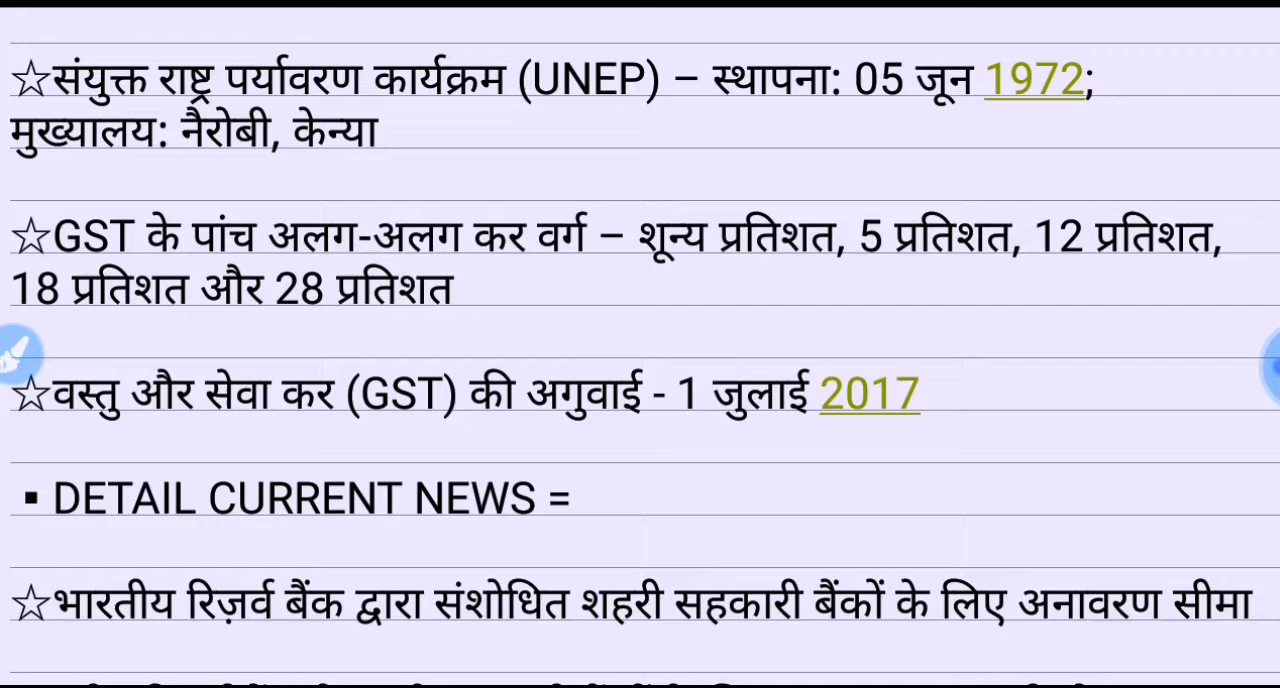 ☆संयुक्त राष्ट्र पर्यावरण कार्यक्रम (UNEP) – स्थापना: 05 जून 1972;
मुख्यालय: नैरोबी, केन्या
☆GST के पांच अलग-अलग कर वर्ग – शून्य प्रतिशत, 5 प्रतिशत, 12 प्रतिशत,
18 प्रतिशत और 28 प्रतिशत
☆वस्तु और सेवा कर (GST) की अगुवाई - 1 जुलाई 2017
▪ DETAIL CURRENT NEWS =
☆भारतीय रिज़र्व बैंक द्वारा संशोधित शहरी सहकारी बैंकों के लिए अनावरण सीमा